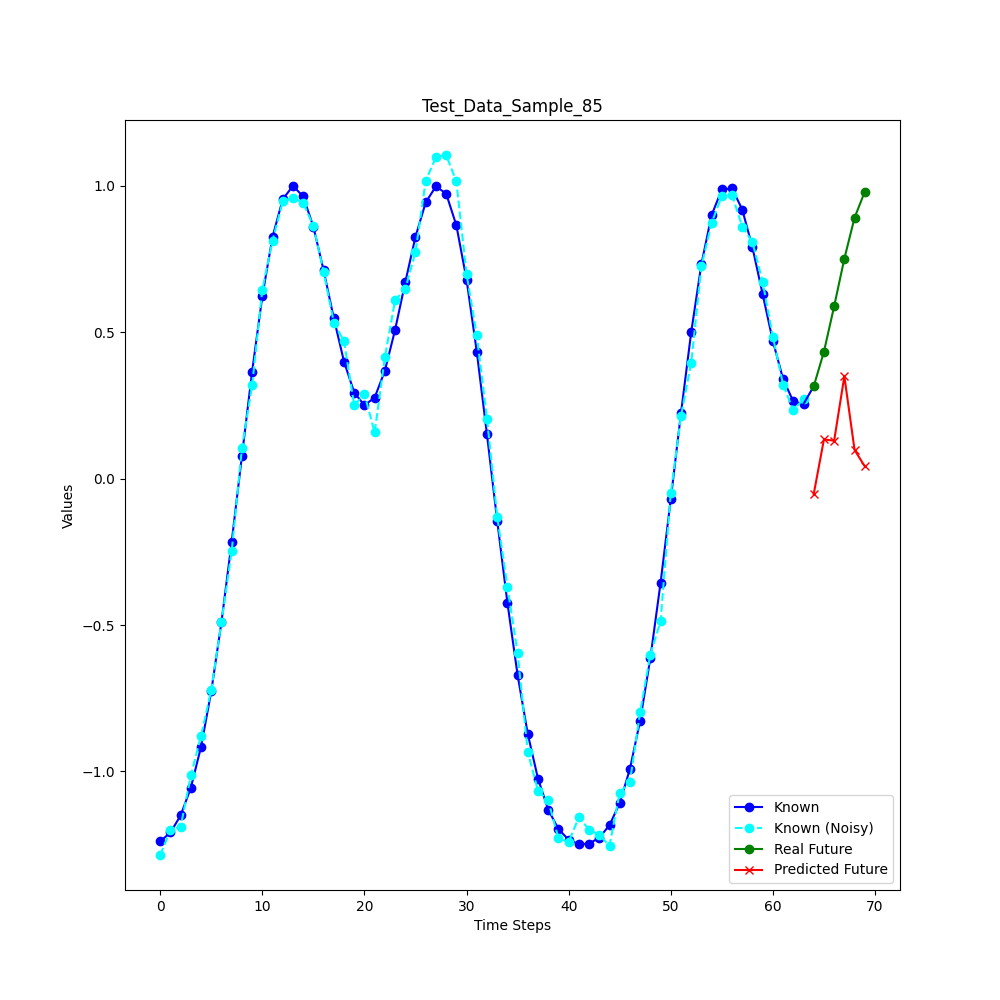 Test_Data_Sample_85
1.0
0.5
0.0
−0.5
−1.0
Values
0 10 20 30 40 50 60 70
Time Steps
Known
Known (Noisy)
Real Future
Predicted Future